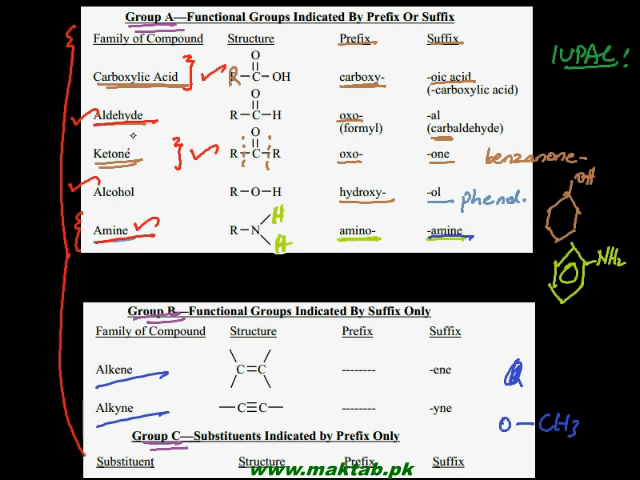 Group A—Functional Groups Indicated By Prefix Or Suffix
Family of Compound Structure Prefix Suffix
Carboxylic Acid R—C—OH O carboxy- -oic acid
(-carboxylic acid)
Aldehyde R—C—H O oxo- -al
(formyl) (carbaldehyde)
Ketone R—C—R O oxo- -one benzanone-
Alcohol R—O—H hydroxy- -ol phenol.
Amine R—N H H amino- -amine
IUPAC!
OH
NH2
Group B—Functional Groups Indicated By Suffix Only
Family of Compound Structure Prefix Suffix
Alkene C=C -------- -ene
Alkyne —C≡C— -------- -yne
O—CH3
Group C—Substituents Indicated by Prefix Only
Substituent Structure Prefix Suffix
www.maktab.pk